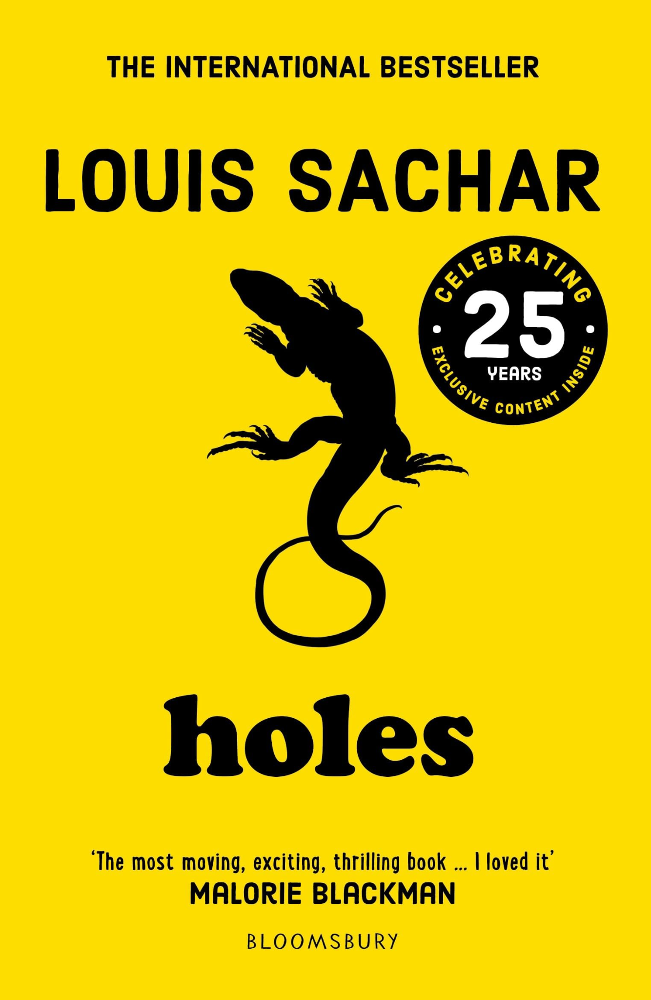 THE INTERNATIONAL BESTSELLER
LOUIS SACHAR
CELEBRATING
25
YEARS
EXCLUSIVE CONTENT INSIDE
holes
‘The most moving, exciting, thrilling book ... I loved it’
MALORIE BLACKMAN
BLOOMSBURY